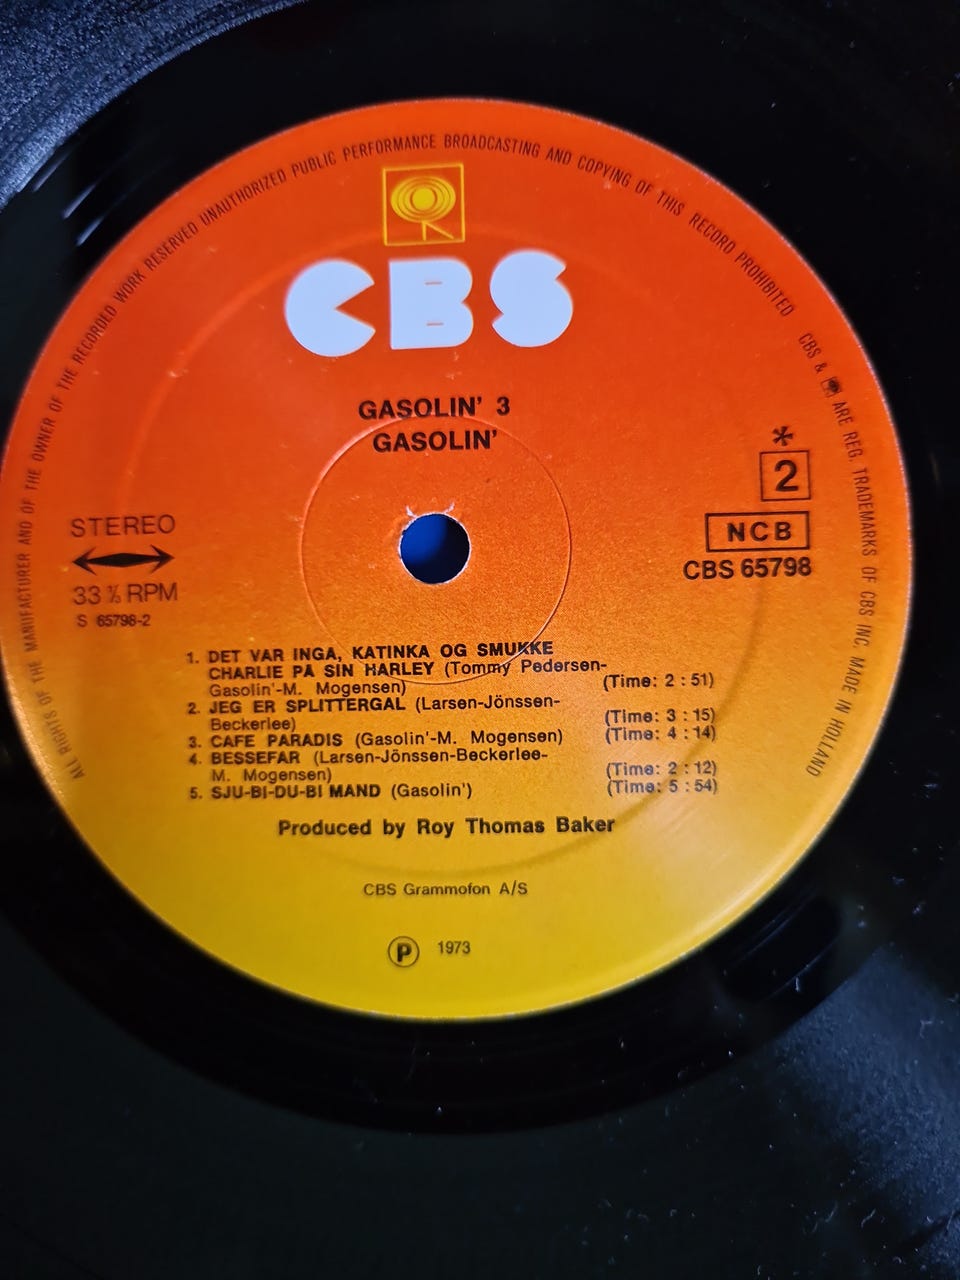 ALL RIGHTS OF THE MANUFACTURER AND OF THE OWNER OF THE RECORDED WORK RESERVED UNAUTHORIZED PUBLIC PERFORMANCE BROADCASTING AND COPYING OF THIS RECORD PROHIBITED CBS & ARE REG. TRADEMARKS OF CBS INC. MADE IN HOLLAND
CBS
GASOLIN' 3
GASOLIN'
*
2
STEREO
NCB
33 ⅓ RPM
CBS 65798
S 65798-2
1. DET VAR INGA, KATINKA OG SMUKKE
CHARLIE PA SIN HARLEY (Tommy Pedersen-
Gasolin'-M. Mogensen) (Time: 2 : 51)
2. JEG ER SPLITTERGAL (Larsen-Jönssen-
Beckerlee) (Time: 3 : 15)
3. CAFE PARADIS (Gasolin'-M. Mogensen) (Time: 4 : 14)
4. BESSEFAR (Larsen-Jönssen-Beckerlee-
M. Mogensen) (Time: 2 : 12)
5. SJU-BI-DU-BI MAND (Gasolin') (Time: 5 : 54)
Produced by Roy Thomas Baker
CBS Grammofon A/S
Ⓟ 1973